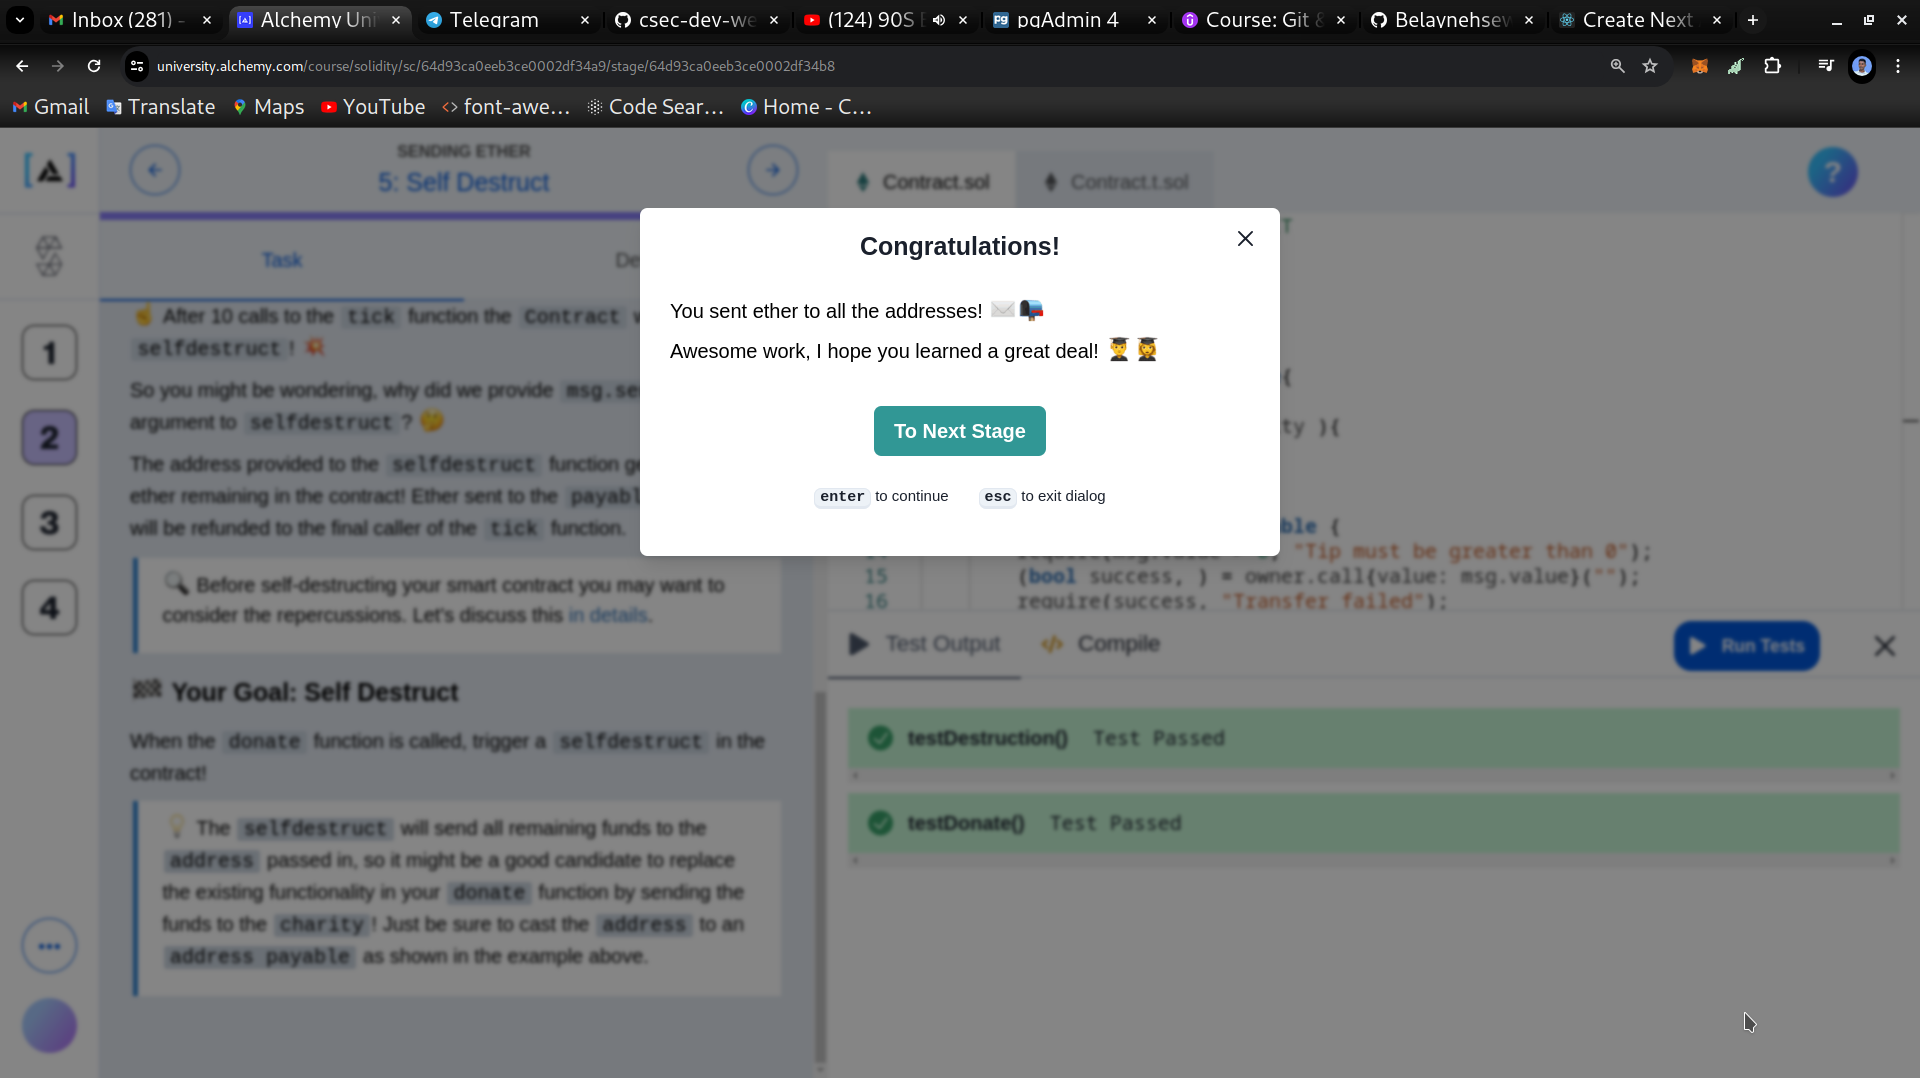 Inbox (281) -
Alchemy Uni
Telegram
csec-dev-we
(124) 90S
pgAdmin 4
Course: Git &
Belaynehsew
Create Next
university.alchemy.com/course/solidity/sc/64d93ca0eeb3ce0002df34a9/stage/64d93ca0eeb3ce0002df34b8
Gmail
Translate
Maps
YouTube
font-awe...
Code Sear...
Home - C...
SENDING ETHER
5: Self Destruct
Task
De
1
2
3
4
☝️ After 10 calls to the tick function the Contract w
selfdestruct! 💥
So you might be wondering, why did we provide msg.se
argument to selfdestruct? 🤔
The address provided to the selfdestruct function ge
ether remaining in the contract! Ether sent to the payabl
will be refunded to the final caller of the tick function.
🔍 Before self-destructing your smart contract you may want to
consider the repercussions. Let's discuss this in details.
🏁 Your Goal: Self Destruct
When the donate function is called, trigger a selfdestruct in the
contract!
💡 The selfdestruct will send all remaining funds to the
address passed in, so it might be a good candidate to replace
the existing functionality in your donate function by sending the
funds to the charity! Just be sure to cast the address to an
address payable as shown in the example above.
Congratulations!
You sent ether to all the addresses! ✉️📬
Awesome work, I hope you learned a great deal! 👨‍🎓👩‍🎓
To Next Stage
enter to continue esc to exit dialog
Contract.sol
Contract.t.sol
?
T
{
ty ){
ble {
"Tip must be greater than 0");
15 (bool success, ) = owner.call{value: msg.value}("");
16 require(success, "Transfer failed");
Test Output
Compile
Run Tests
testDestruction() Test Passed
testDonate() Test Passed